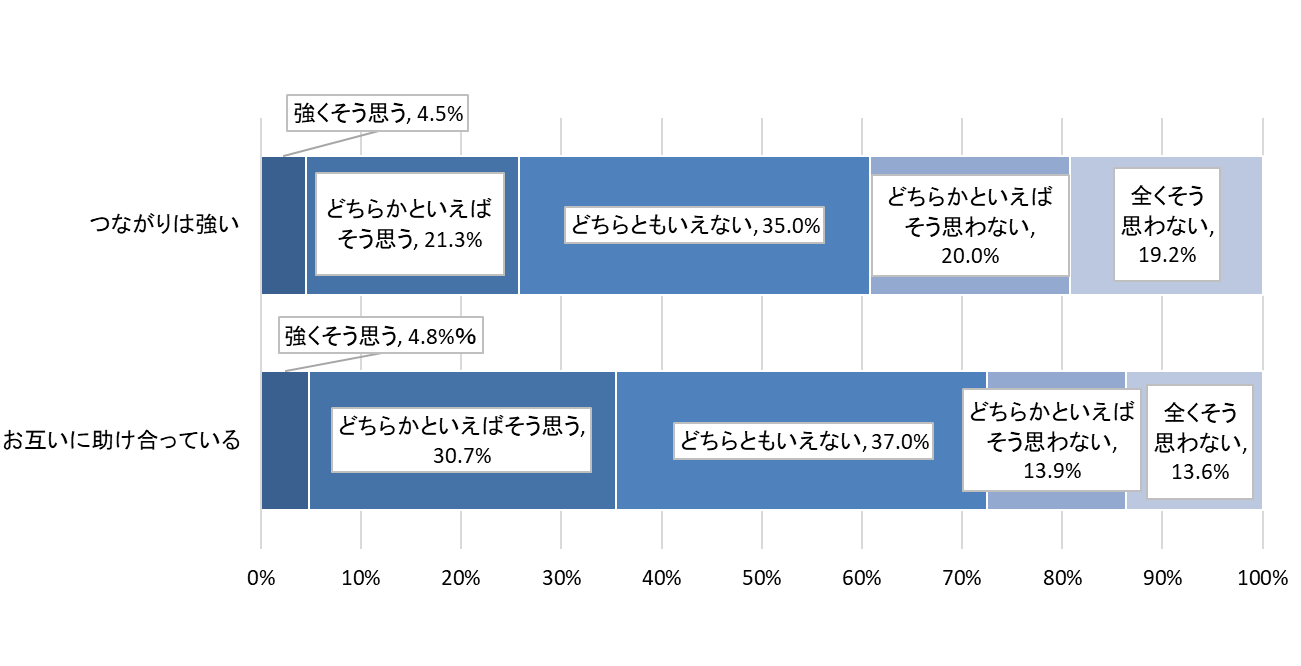 強くそう思う, 4.5%
つながりは強い
どちらかといえば
そう思う, 21.3%
どちらともいえない, 35.0%
どちらかといえば
そう思わない,
20.0%
全くそう
思わない,
19.2%
強くそう思う, 4.8%%
お互いに助け合っている
どちらかといえばそう思う,
30.7%
どちらともいえない, 37.0%
どちらかといえば
そう思わない,
13.9%
全くそう
思わない,
13.6%
0% 10% 20% 30% 40% 50% 60% 70% 80% 90% 100%